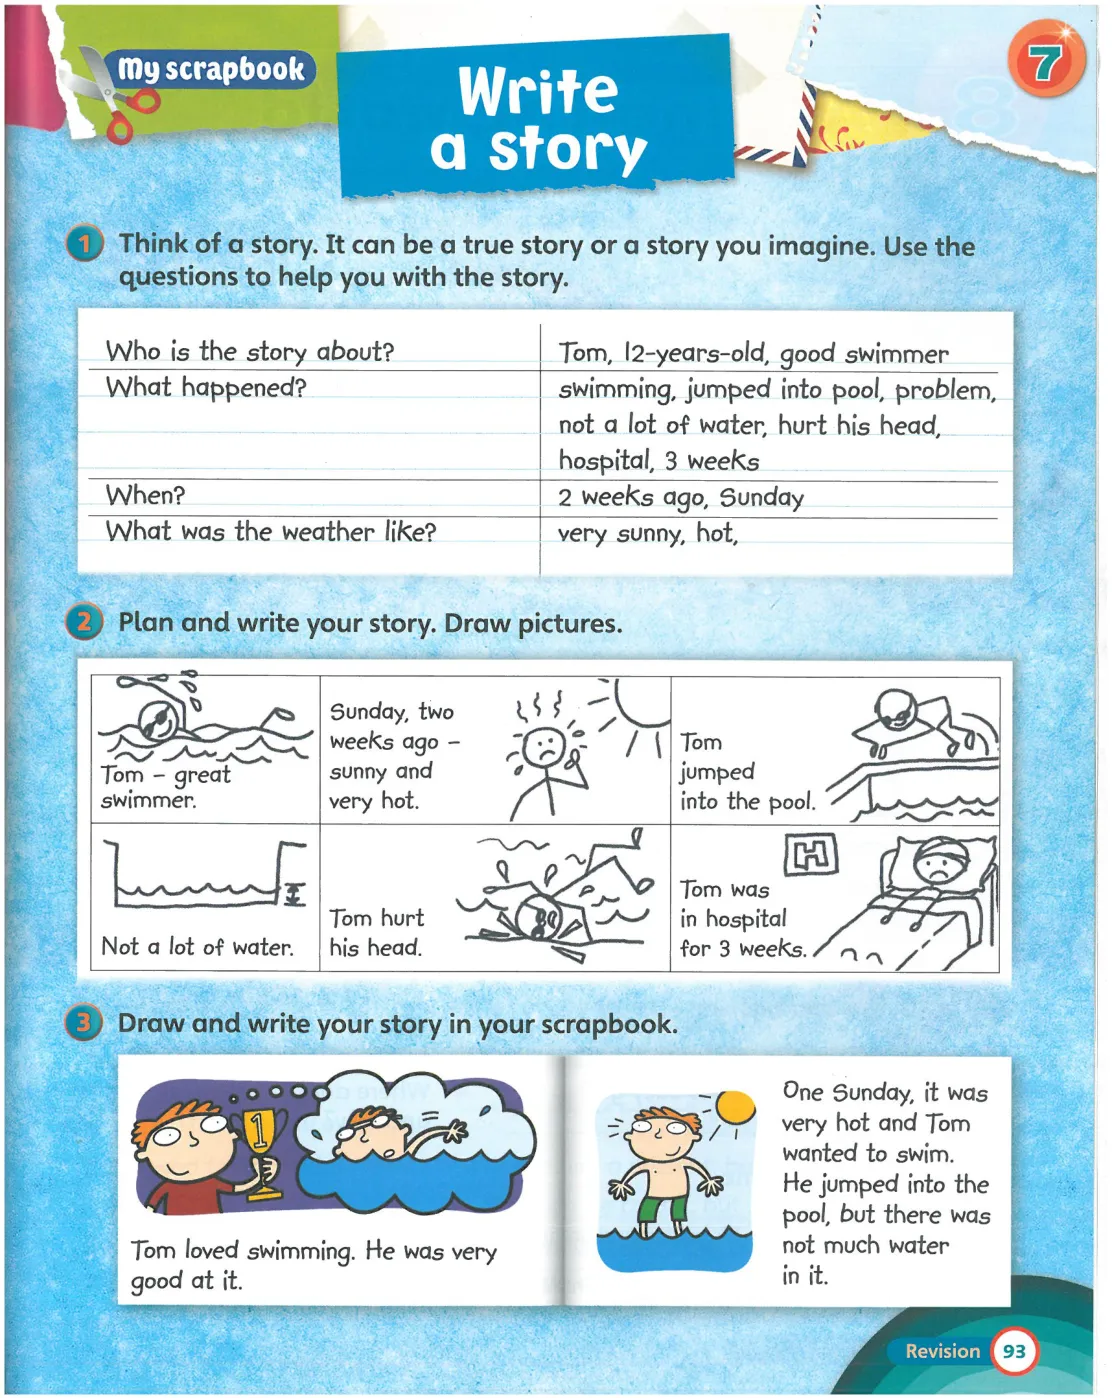 My scrapbook
Write
a story
7
1 Think of a story. It can be a true story or a story you imagine. Use the
questions to help you with the story.
Who is the story about?
Tom, 12-years-old, good swimmer
What happened?
swimming, jumped into pool, problem,
not a lot of water, hurt his head,
hospital, 3 weeks
When?
2 weeks ago, Sunday
What was the weather like?
very sunny, hot,
2 Plan and write your story. Draw pictures.
Tom – great
swimmer.
Sunday, two
weeks ago –
sunny and
very hot.
Tom
jumped
into the pool.
Not a lot of water.
Tom hurt
his head.
H
Tom was
in hospital
for 3 weeks.
3 Draw and write your story in your scrapbook.
1
Tom loved swimming. He was very
good at it.
One Sunday, it was
very hot and Tom
wanted to swim.
He jumped into the
pool, but there was
not much water
in it.
Revision 93